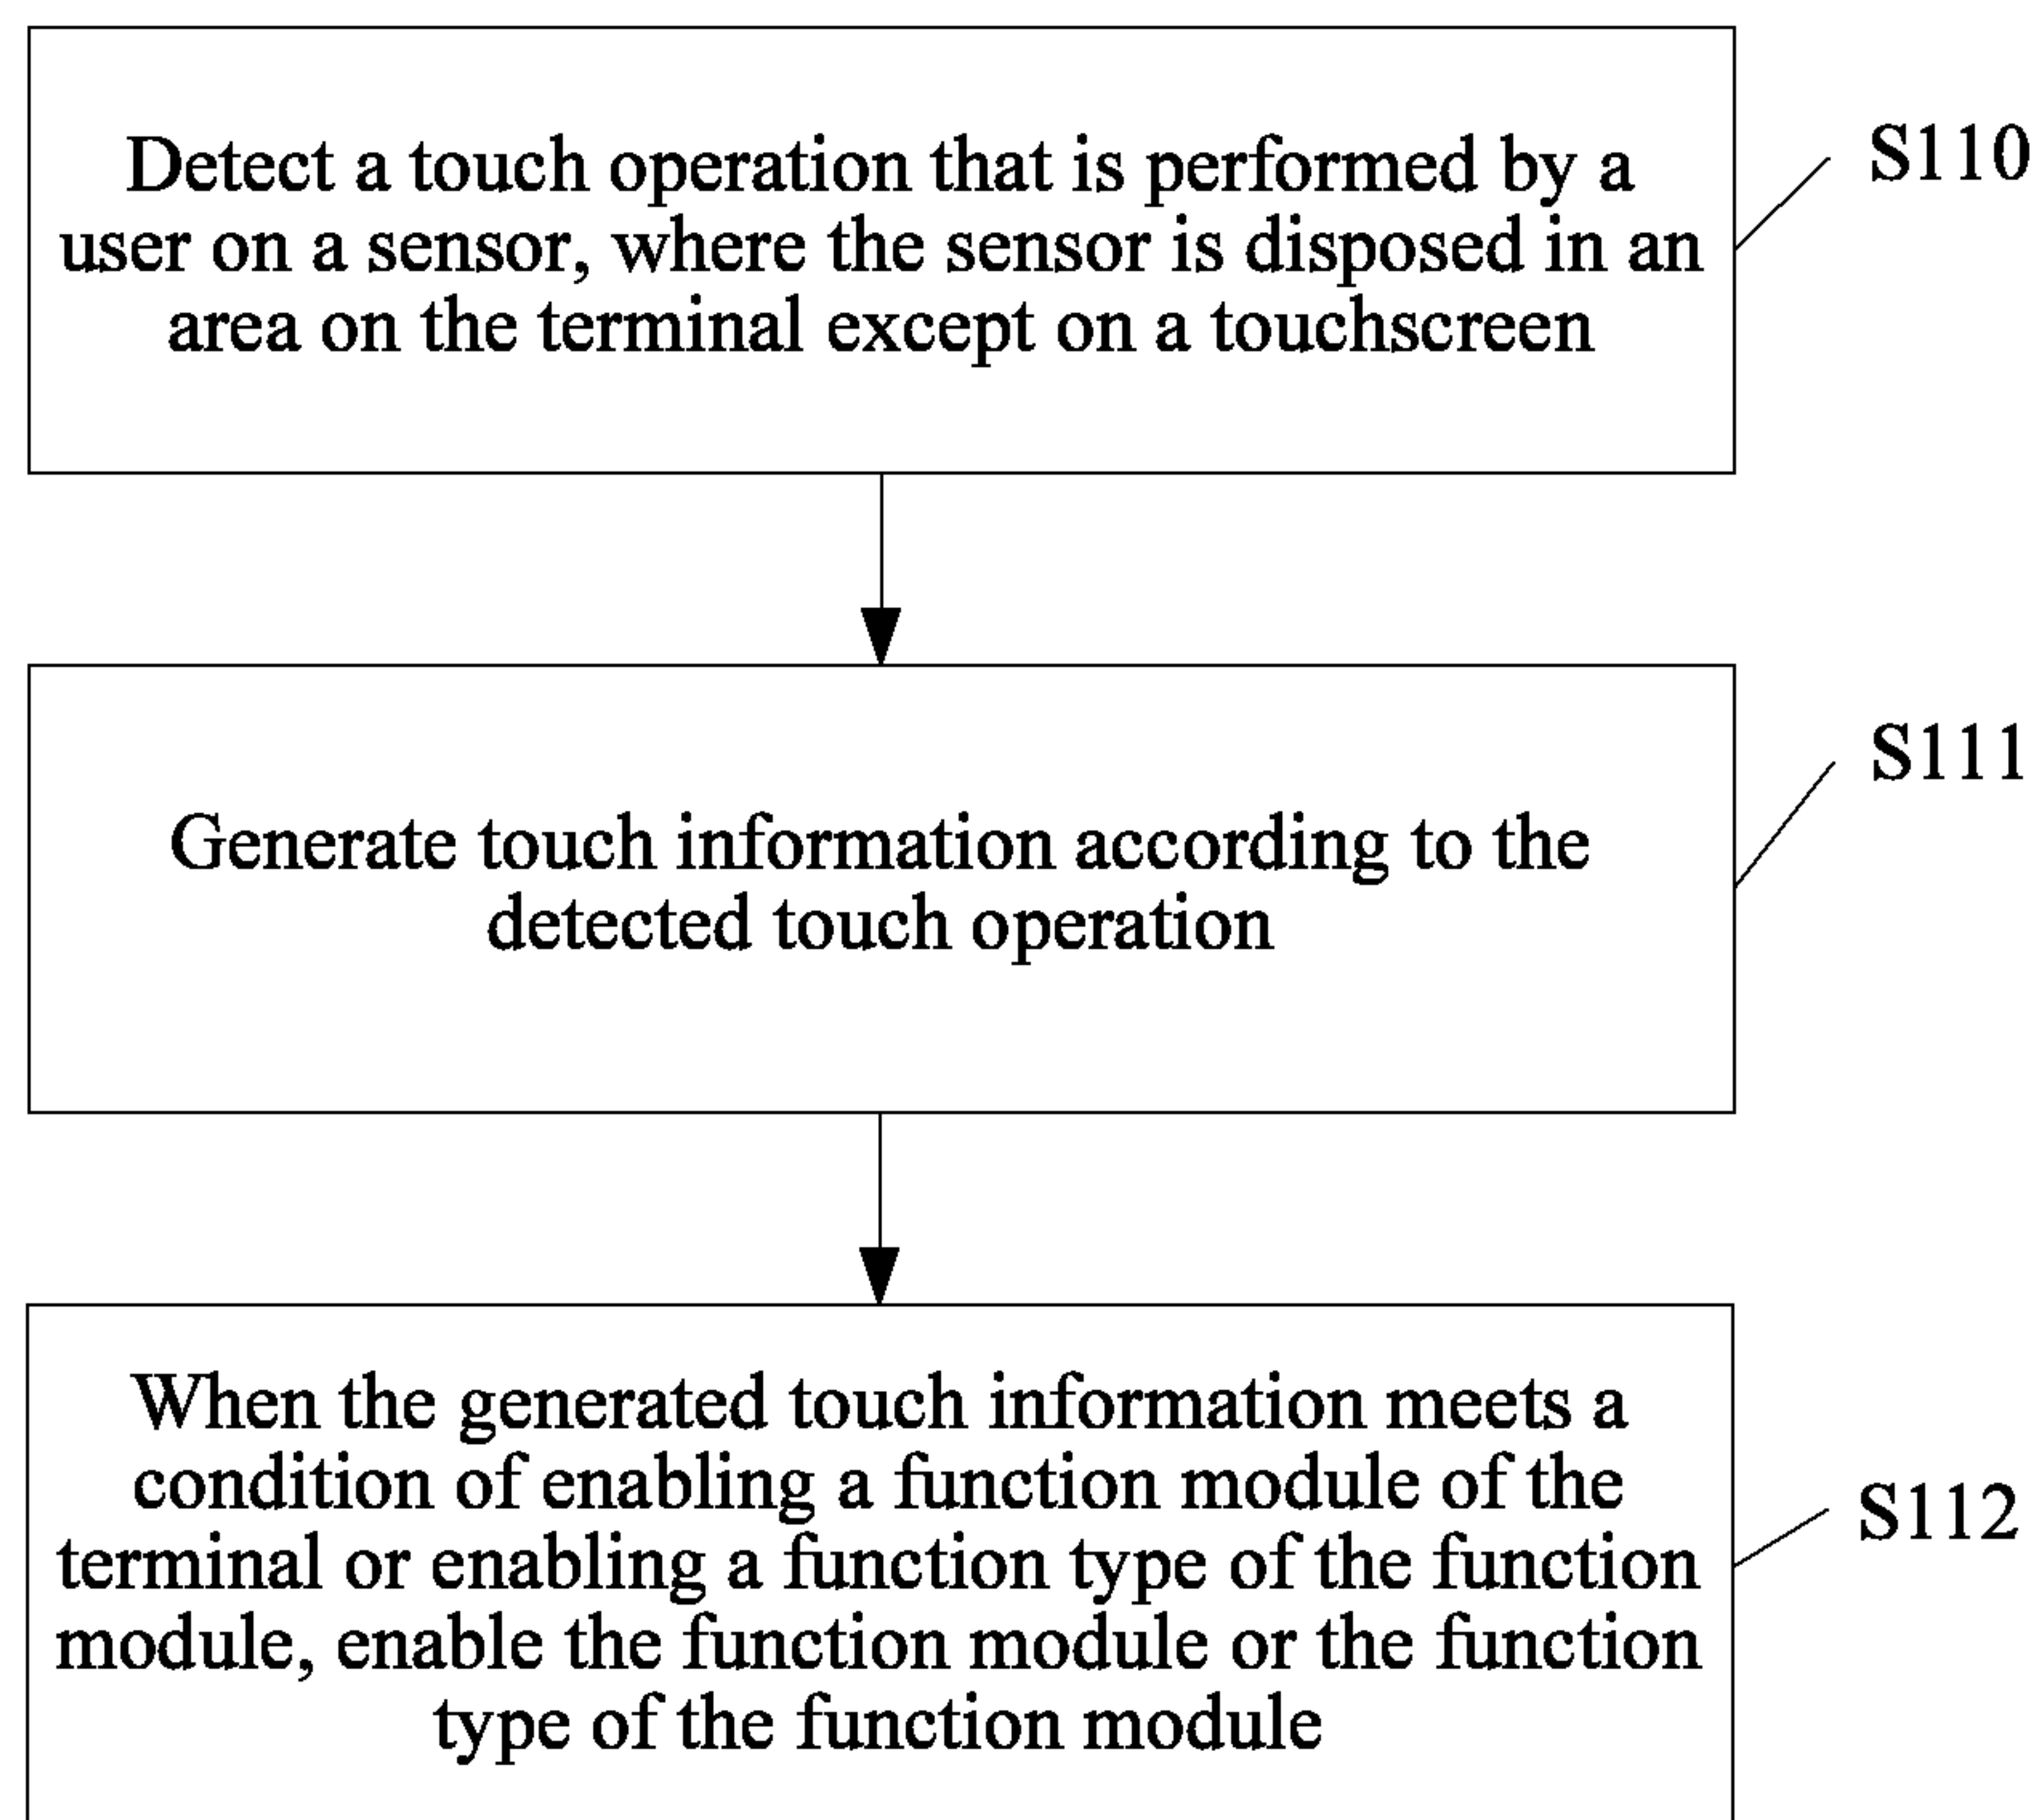 Detect a touch operation that is performed by a
user on a sensor, where the sensor is disposed in an
area on the terminal except on a touchscreen
S110
Generate touch information according to the
detected touch operation
S111
When the generated touch information meets a
condition of enabling a function module of the
terminal or enabling a function type of the function
module, enable the function module or the function
type of the function module
S112